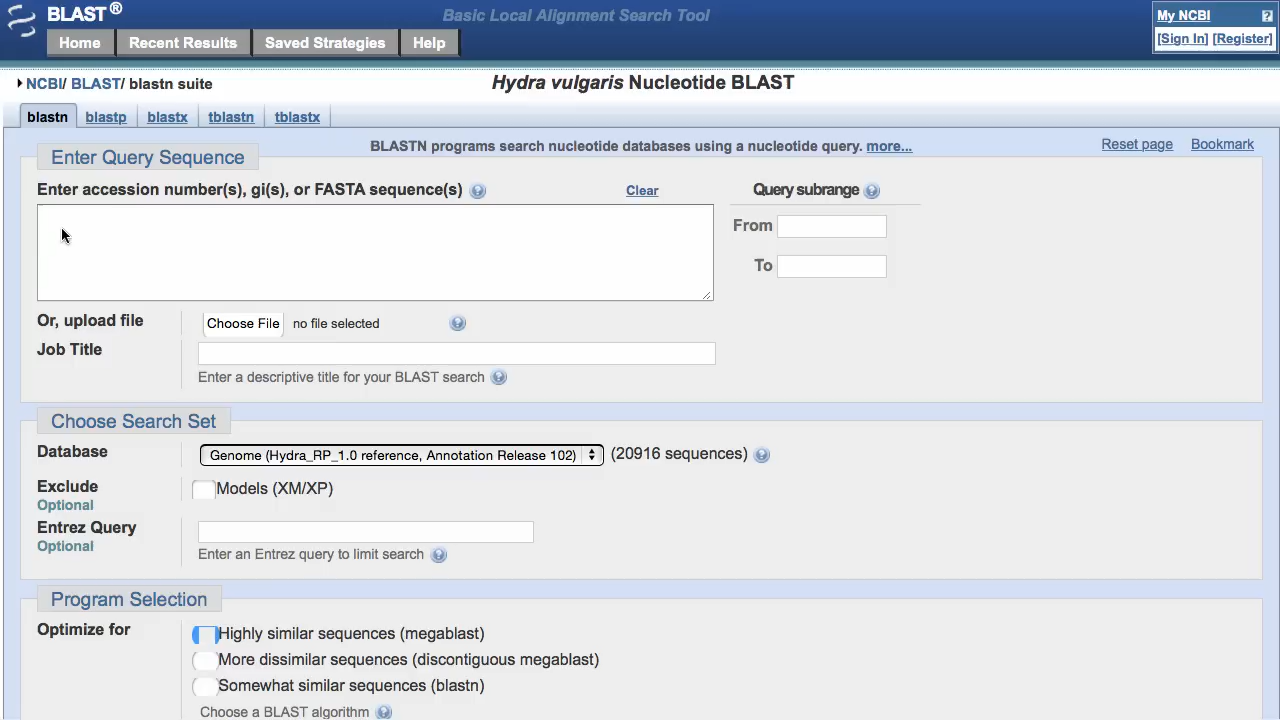 BLAST ®
Basic Local Alignment Search Tool
My NCBI ?
[Sign In] [Register]
Home Recent Results Saved Strategies Help
NCBI/ BLAST/ blastn suite
Hydra vulgaris Nucleotide BLAST
blastn blastp blastx tblastn tblastx
Enter Query Sequence
BLASTN programs search nucleotide databases using a nucleotide query. more...
Reset page Bookmark
Enter accession number(s), gi(s), or FASTA sequence(s) ? Clear Query subrange ?
From
To
Or, upload file Choose File no file selected ?
Job Title
Enter a descriptive title for your BLAST search ?
Choose Search Set
Database Genome (Hydra_RP_1.0 reference, Annotation Release 102) (20916 sequences) ?
Exclude Models (XM/XP)
Optional
Entrez Query
Optional
Enter an Entrez query to limit search ?
Program Selection
Optimize for Highly similar sequences (megablast)
More dissimilar sequences (discontiguous megablast)
Somewhat similar sequences (blastn)
Choose a BLAST algorithm ?